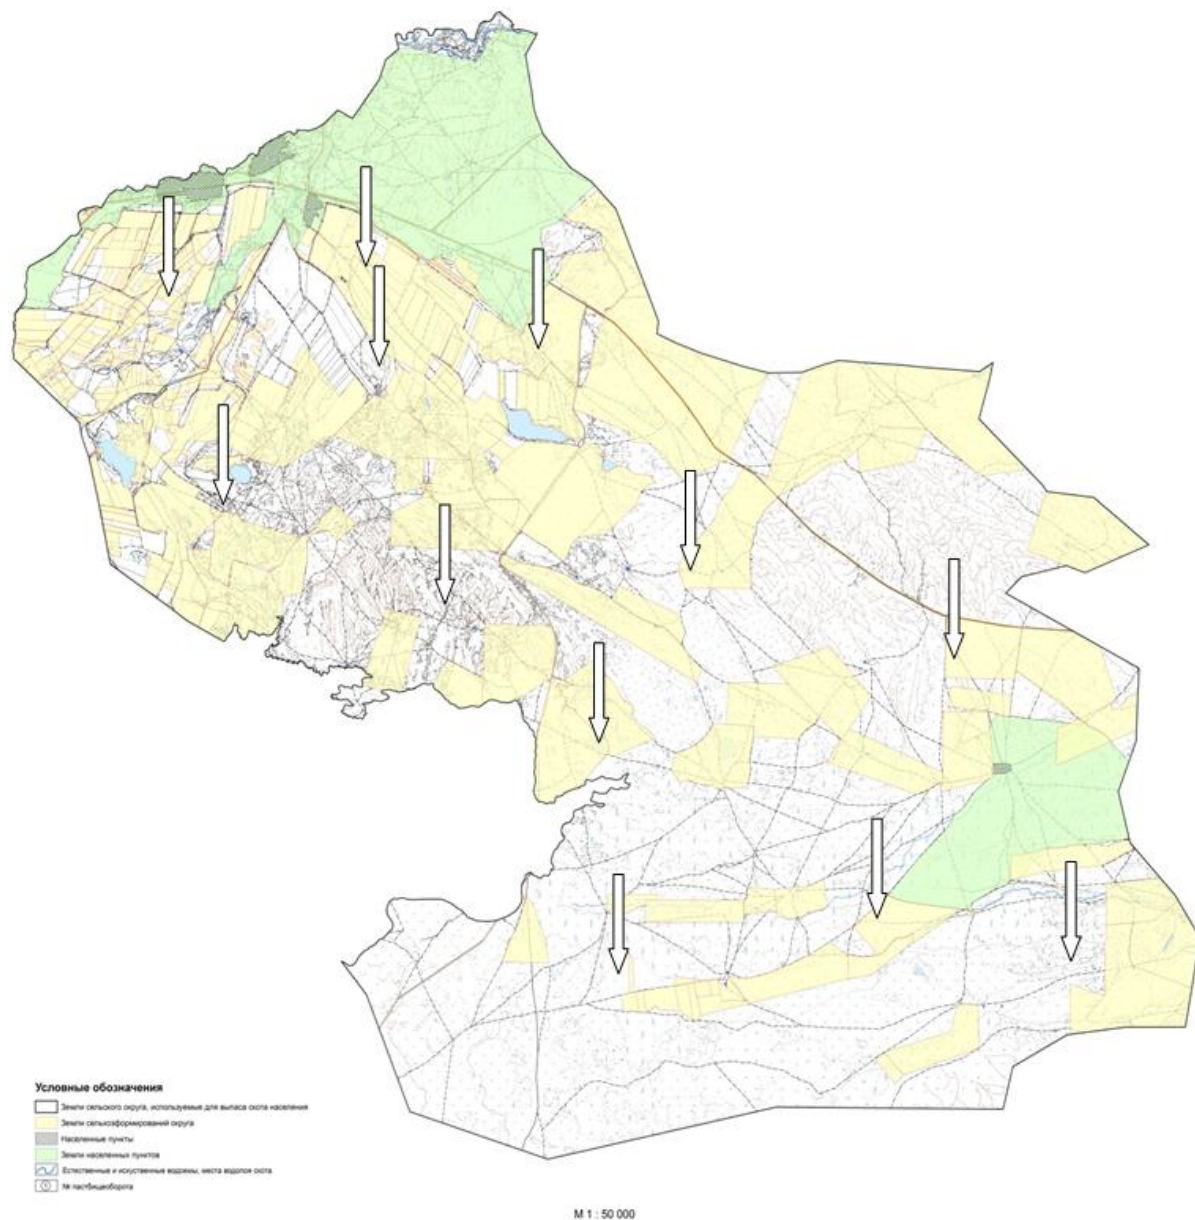 Условные обозначения
Земли сельского округа, используемые для выпаса скота населения
Земли сельхозформирований округа
Населенные пункты
Земли населенных пунктов
Естественные и искуственные водоемы, места водопоя скота
№ пастбищеоборота
М 1 : 50 000